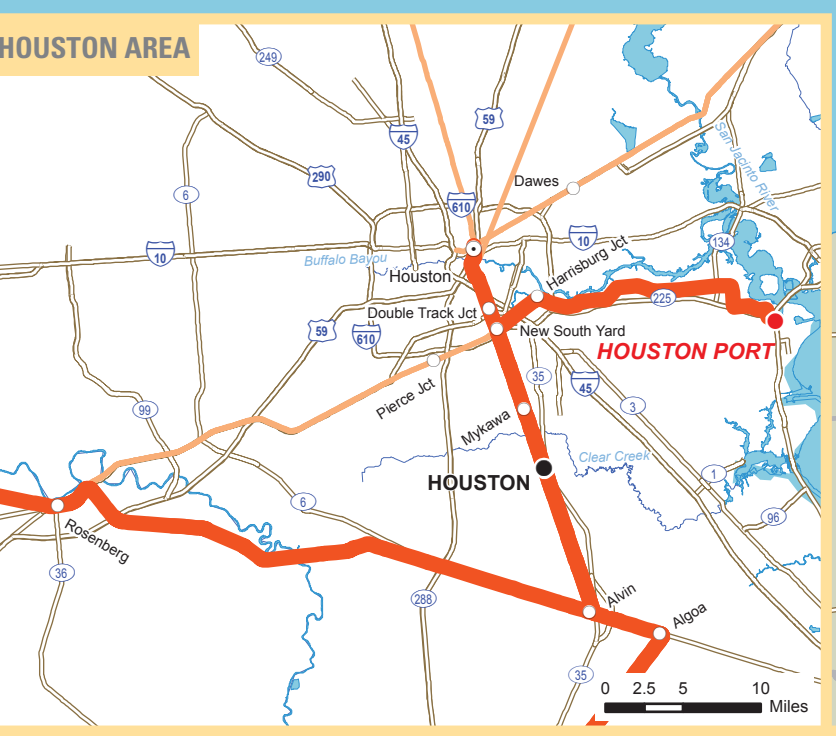 HOUSTON AREA
249
59
45
290
San Jacinto River
Dawes
6
610
10
10
134
Buffalo Bayou
Houston
Harrisburg Jct
225
Double Track Jct
59
610
New South Yard
HOUSTON PORT
35
45
Pierce Jct
99
3
Mykawa
Clear Creek
HOUSTON
1
6
96
Rosenberg
36
288
Alvin
Algoa
35
0 2.5 5 10
Miles